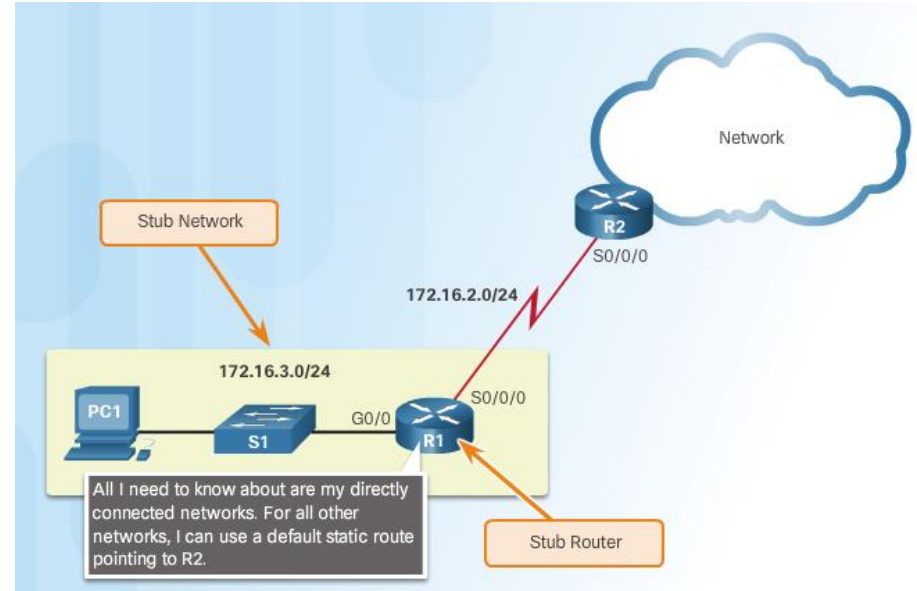 Network
Stub Network
R2
S0/0/0
172.16.2.0/24
172.16.3.0/24
S0/0/0
PC1
G0/0
S1
R1
All I need to know about are my directly
connected networks. For all other
networks, I can use a default static route
pointing to R2.
Stub Router